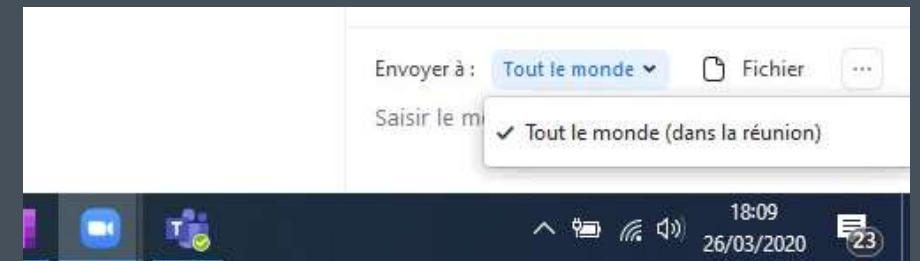 Envoyer à : Tout le monde Fichier ...
Saisir le
✓ Tout le monde (dans la réunion)
T
18:09
26/03/2020
23